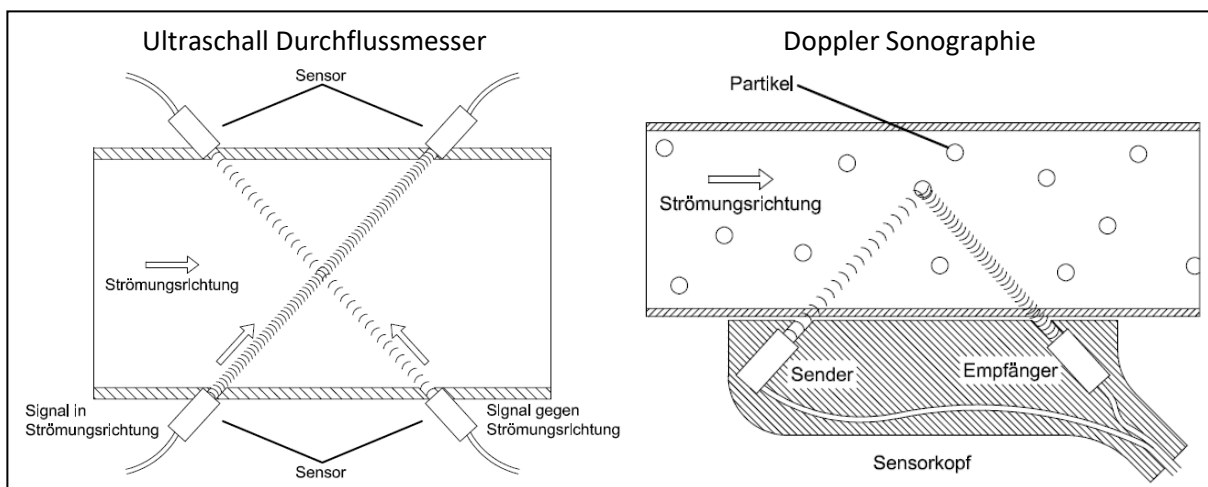 Ultraschall Durchflussmesser
Sensor
Strömungsrichtung
Signal in
Strömungsrichtung
Signal gegen
Strömungsrichtung
Sensor
Doppler Sonographie
Partikel
Strömungsrichtung
Sender
Empfänger
Sensorkopf